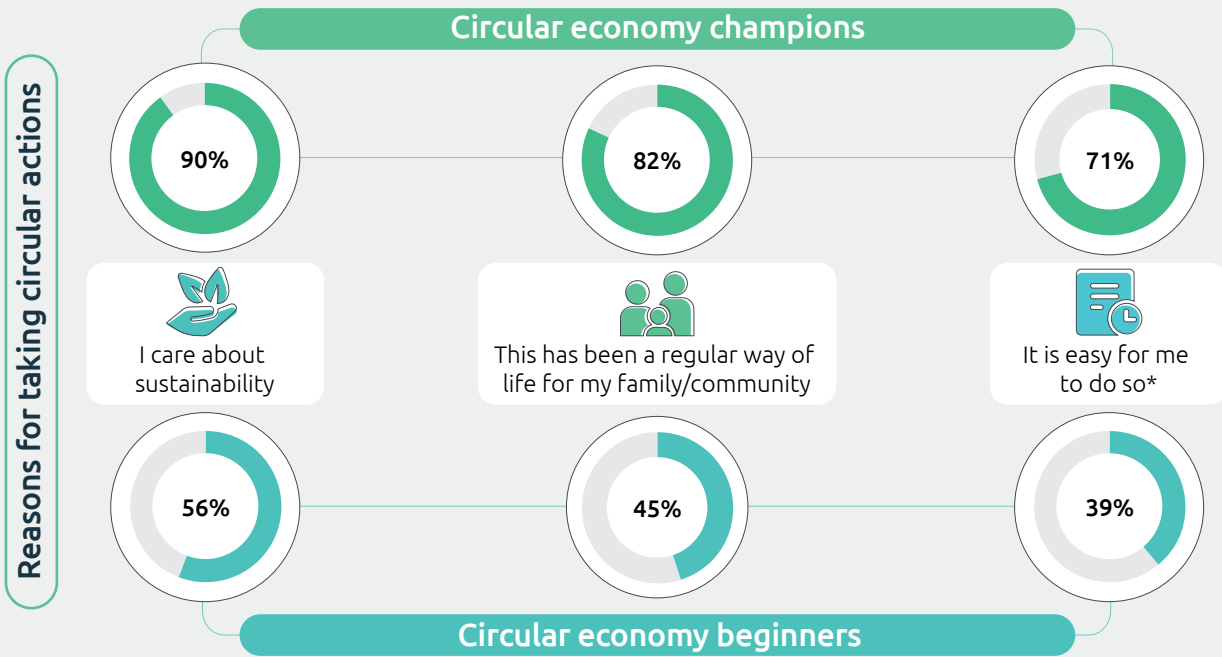 Reasons for taking circular actions
Circular economy champions
90%
82%
71%
I care about
sustainability
This has been a regular way of
life for my family/community
It is easy for me
to do so*
56%
45%
39%
Circular economy beginners